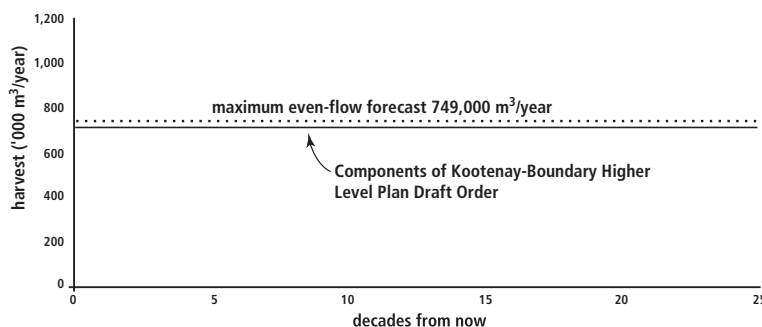 1,200
1,000
800
600
400
200
0
harvest ('000 m³/year)
maximum even-flow forecast 749,000 m³/year
Components of Kootenay-Boundary Higher
Level Plan Draft Order
0 5 10 15 20 25
decades from now